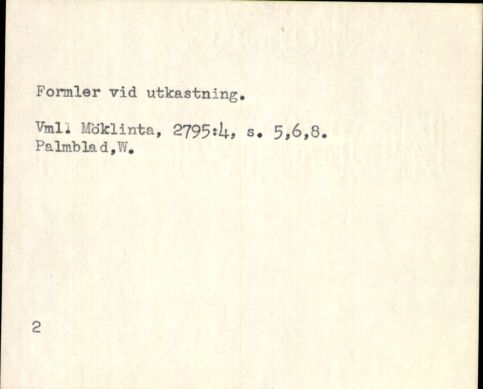 Formler vid utkastning.
Vml. Möklinta, 2795:4, s. 5,6,8.
Palmblad,W.
2